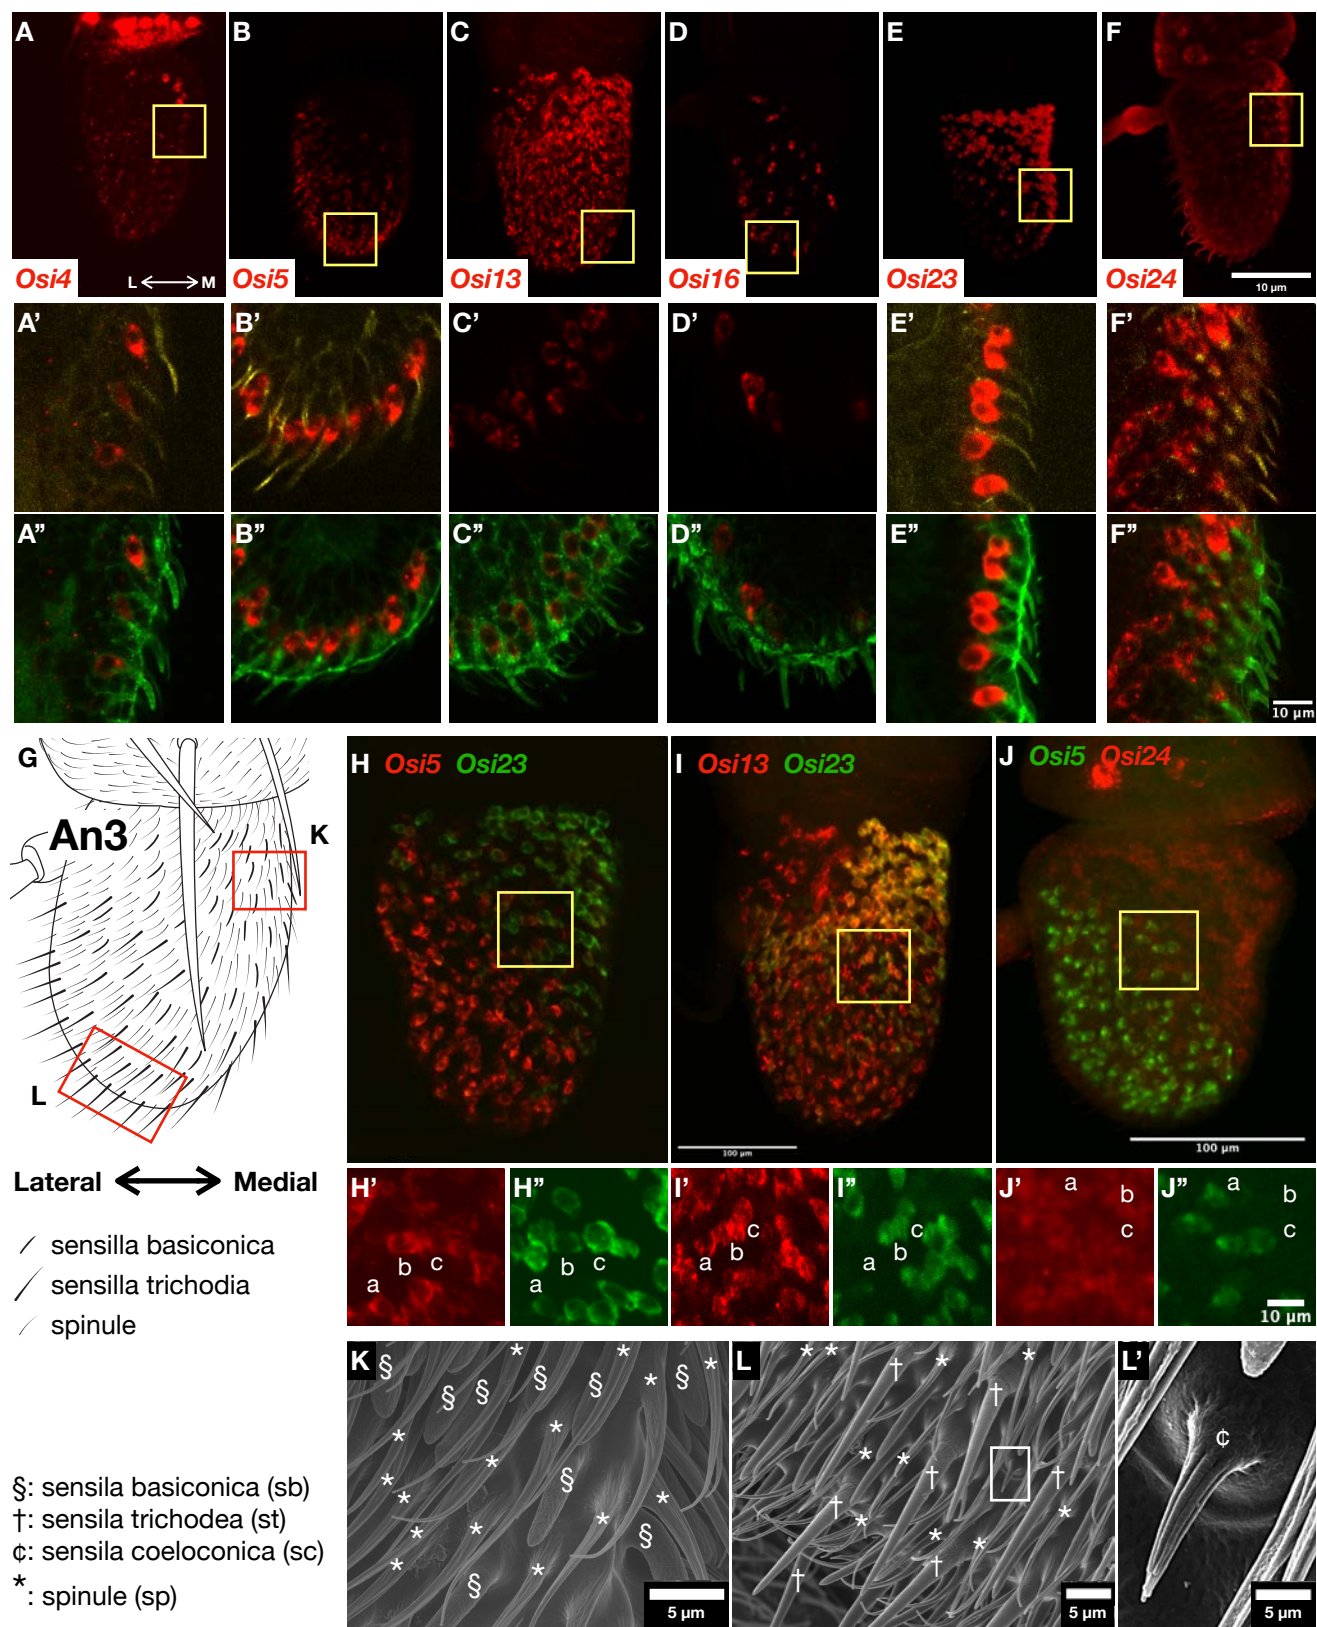 A B C D E F
Osi4 L M Osi5 Osi13 Osi16 Osi23 Osi24 10 μm
A’ B’ C’ D’ E’ F’
A” B” C” D” E” F”
10 μm
G An3 K L
Lateral Medial
sensilla basiconica
sensilla trichodia
spinule
H Osi5 Osi23
I Osi13 Osi23
100 μm
J Osi5 Osi24
100 μm
H’ a b c
H” a b c
I’ a b c
I” a b c
J’ a b c
J” a b c
10 μm
§: sensila basiconica (sb)
†: sensila trichodea (st)
¢: sensila coeloconica (sc)
*: spinule (sp)
K § * 5 μm
L † * 5 μm
L’ ¢ 5 μm